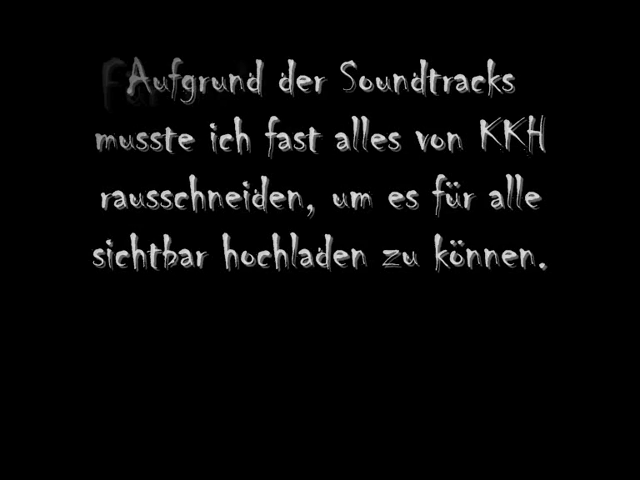 Aufgrund der Soundtracks
musste ich fast alles von KKH
rausschneiden, um es für alle
sichtbar hochladen zu können.